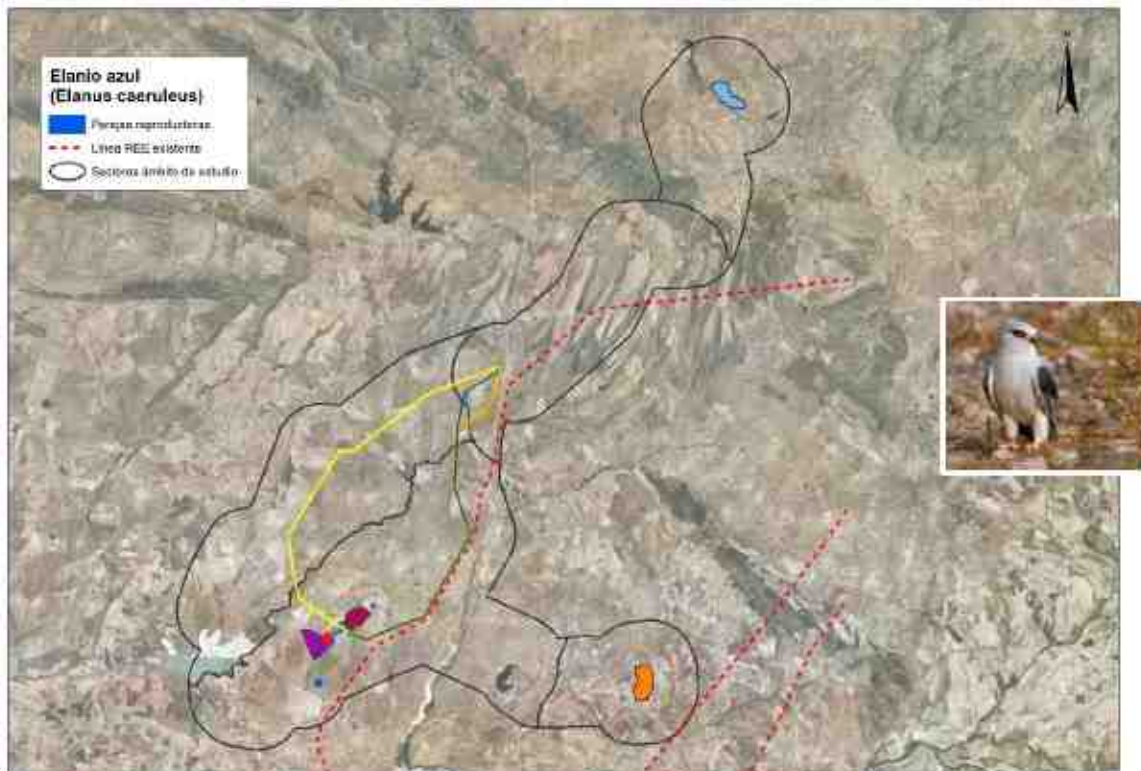 Elanio azul
(Elanus caeruleus)
Parejas reproductoras
Línea REE existente
Sectores ámbito de estudio